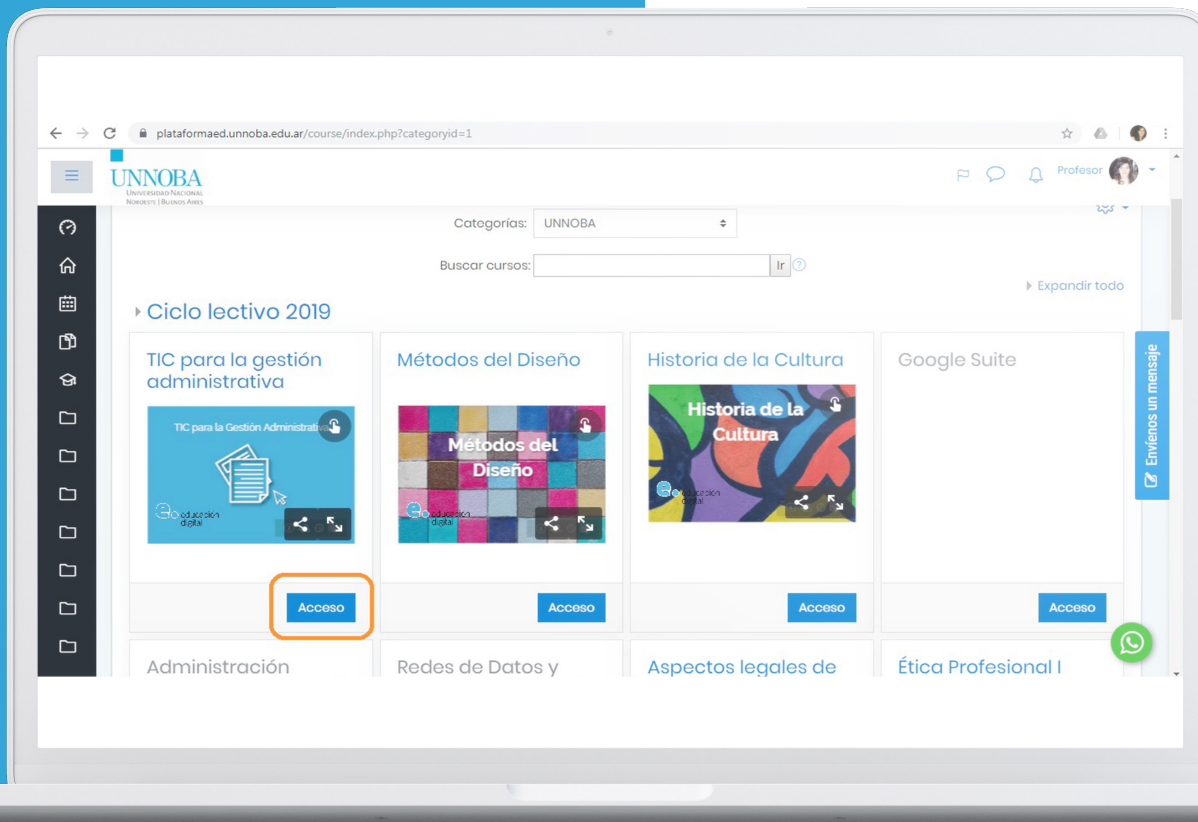 plataformaed.unnoba.edu.ar/course/index.php?categoryid=1
UNNOBA
Universidad Nacional
Noroeste | Buenos Aires
Profesor
Categorías: UNNOBA
Buscar cursos: Ir ?
Expandir todo
Ciclo lectivo 2019
TIC para la gestión
administrativa
TIC para la Gestión Administrativa
e. educación
digital
Acceso
Métodos del Diseño
Métodos del
Diseño
e. educación
digital
Acceso
Historia de la Cultura
Historia de la
Cultura
e. educación
digital
Acceso
Google Suite
Acceso
Envíenos un mensaje
Administración
Redes de Datos y
Aspectos legales de
Ética Profesional I